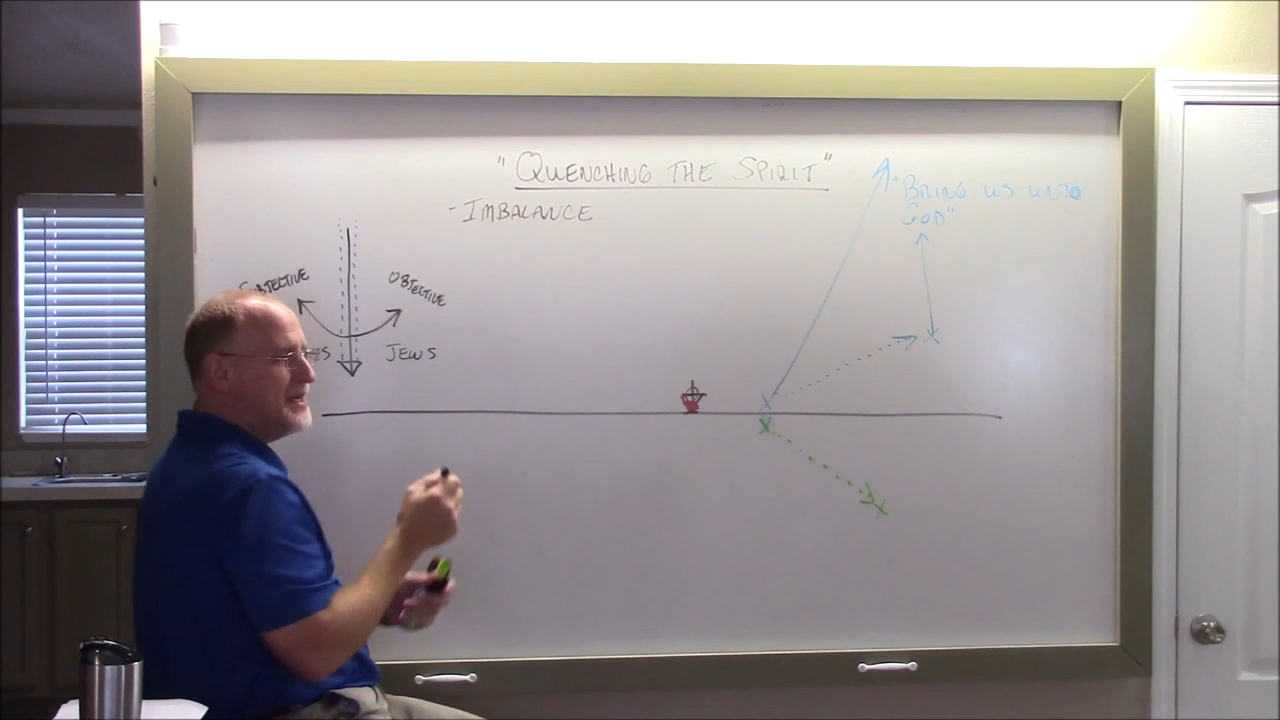 "QUENCHING THE SPIRIT"
- IMBALANCE
"BRING US UNTO
GOD"
SUBJECTIVE
OBJECTIVE
JEWS